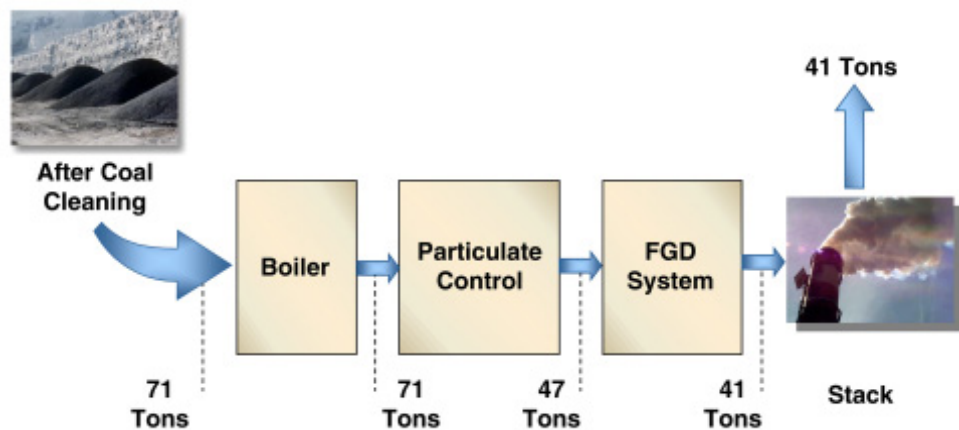 41 Tons
After Coal
Cleaning
Boiler
Particulate
Control
FGD
System
71
Tons
71
Tons
47
Tons
41
Tons
Stack